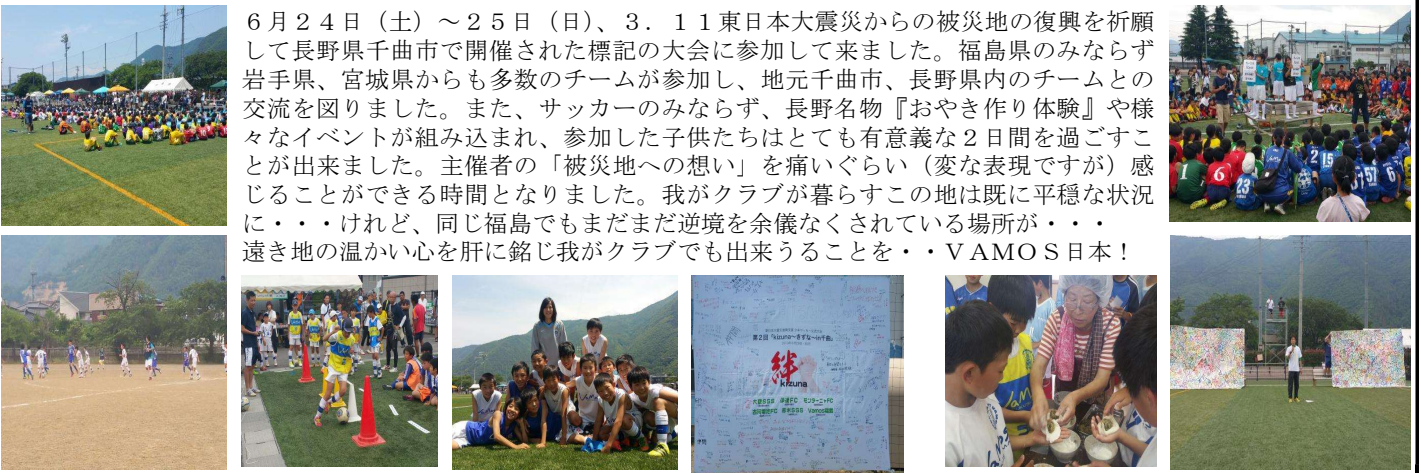 ６月２４日（土）～２５日（日）、３．１１東日本大震災からの被災地の復興を祈願
して長野県千曲市で開催された標記の大会に参加して来ました。福島県のみならず
岩手県、宮城県からも多数のチームが参加し、地元千曲市、長野県内のチームとの
交流を図りました。また、サッカーのみならず、長野名物『おやき作り体験』や様
々なイベントが組み込まれ、参加した子供たちはとても有意義な２日間を過ごすこ
とが出来ました。主催者の「被災地への想い」を痛いぐらい（変な表現ですが）感
じることができる時間となりました。我がクラブが暮らすこの地は既に平穏な状況
に・・・けれど、同じ福島でもまだまだ逆境を余儀なくされている場所が・・・
遠き地の温かい心を肝に銘じ我がクラブでも出来うることを・・ＶＡＭＯＳ日本！
第2回「kizuna～きずな～in千曲」
絆
kizuna